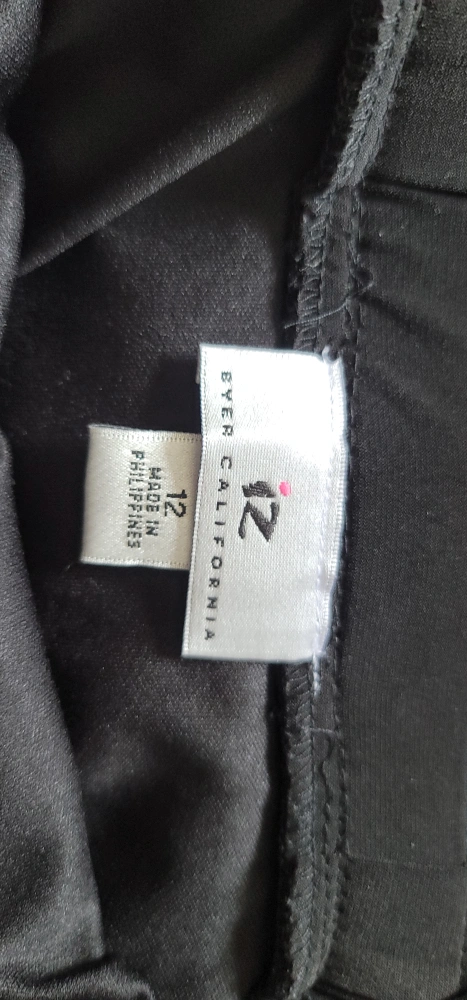 iz
BYER CALIFORNIA
12
MADE IN
PHILIPPINES